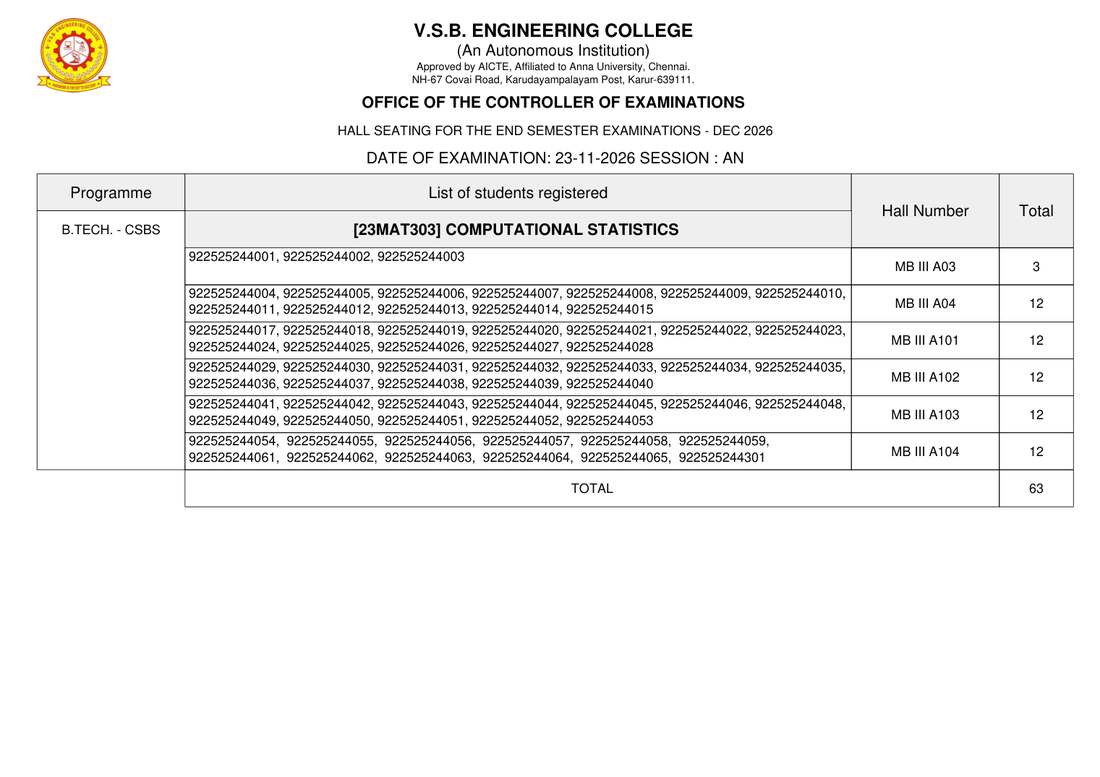 V.S.B. ENGINEERING COLLEGE
(An Autonomous Institution)
Approved by AICTE, Affiliated to Anna University, Chennai.
NH-67 Covai Road, Karudayampalayam Post, Karur-639111.
OFFICE OF THE CONTROLLER OF EXAMINATIONS
HALL SEATING FOR THE END SEMESTER EXAMINATIONS - DEC 2026
DATE OF EXAMINATION: 23-11-2026 SESSION : AN
Programme
List of students registered
Hall Number
Total
B.TECH. - CSBS
[23MAT303] COMPUTATIONAL STATISTICS
922525244001, 922525244002, 922525244003
MB III A03
3
922525244004, 922525244005, 922525244006, 922525244007, 922525244008, 922525244009, 922525244010,
922525244011, 922525244012, 922525244013, 922525244014, 922525244015
MB III A04
12
922525244017, 922525244018, 922525244019, 922525244020, 922525244021, 922525244022, 922525244023,
922525244024, 922525244025, 922525244026, 922525244027, 922525244028
MB III A101
12
922525244029, 922525244030, 922525244031, 922525244032, 922525244033, 922525244034, 922525244035,
922525244036, 922525244037, 922525244038, 922525244039, 922525244040
MB III A102
12
922525244041, 922525244042, 922525244043, 922525244044, 922525244045, 922525244046, 922525244048,
922525244049, 922525244050, 922525244051, 922525244052, 922525244053
MB III A103
12
922525244054, 922525244055, 922525244056, 922525244057, 922525244058, 922525244059,
922525244061, 922525244062, 922525244063, 922525244064, 922525244065, 922525244301
MB III A104
12
TOTAL
63